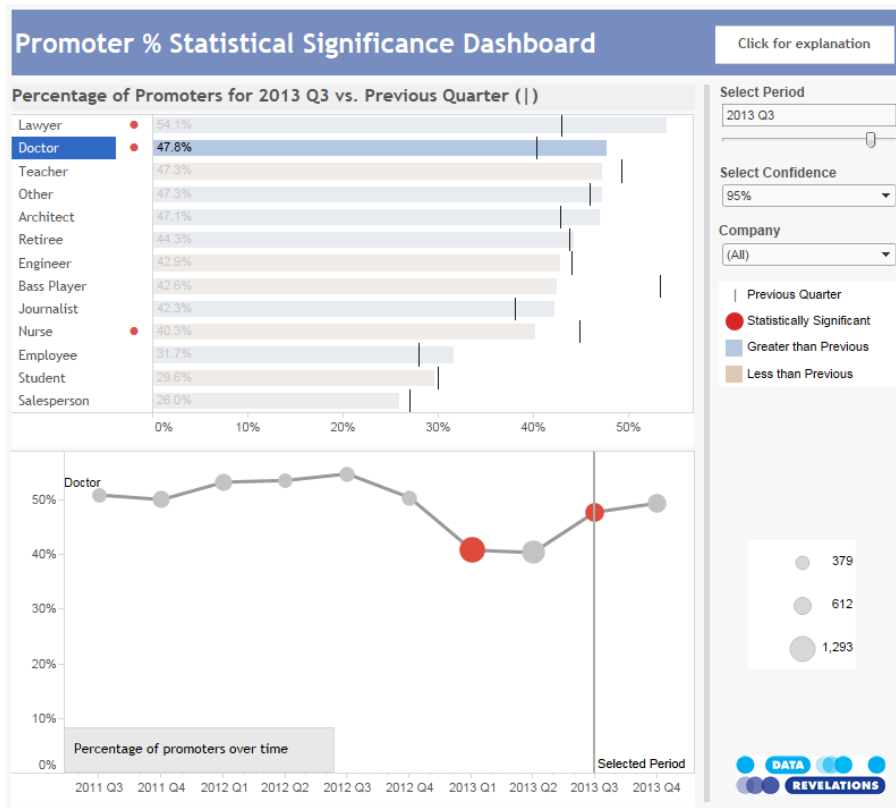 Promoter % Statistical Significance Dashboard
Click for explanation
Percentage of Promoters for 2013 Q3 vs. Previous Quarter (|)
Lawyer 54.1%
Doctor 47.8%
Teacher 47.3%
Other 47.3%
Architect 47.1%
Retiree 44.3%
Engineer 42.9%
Bass Player 42.6%
Journalist 42.3%
Nurse 40.3%
Employee 31.7%
Student 29.6%
Salesperson 26.0%
0% 10% 20% 30% 40% 50%
Select Period
2013 Q3
Select Confidence
95%
Company
(All)
Previous Quarter
Statistically Significant
Greater than Previous
Less than Previous
Doctor
50%
40%
30%
20%
10%
0%
Percentage of promoters over time
Selected Period
2011 Q3 2011 Q4 2012 Q1 2012 Q2 2012 Q3 2012 Q4 2013 Q1 2013 Q2 2013 Q3 2013 Q4
379
612
1,293
DATA
REVELATIONS